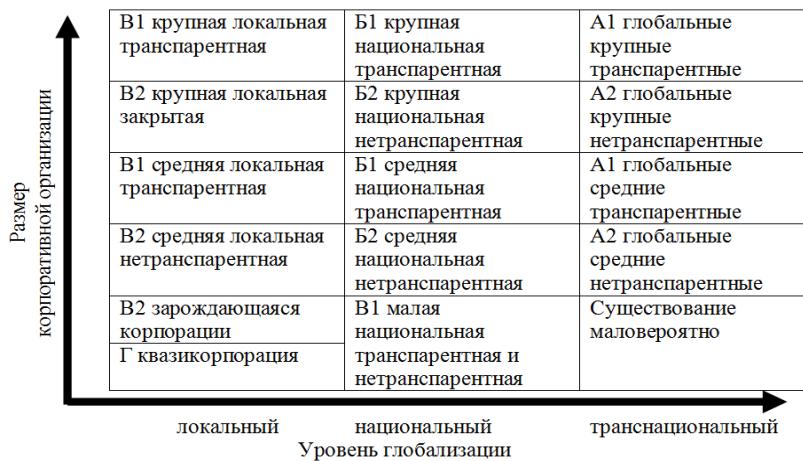 Размер
корпоративной организации
В1 крупная локальная
транспарентная
Б1 крупная
национальная
транспарентная
А1 глобальные
крупные
транспарентные
В2 крупная локальная
закрытая
Б2 крупная
национальная
нетранспарентная
А2 глобальные
крупные
нетранспарентные
В1 средняя локальная
транспарентная
Б1 средняя
национальная
транспарентная
А1 глобальные
средние
транспарентные
В2 средняя локальная
нетранспарентная
Б2 средняя
национальная
нетранспарентная
А2 глобальные
средние
нетранспарентные
В2 зарождающаяся
корпорации
Г квазикорпорация
В1 малая
национальная
транспарентная и
нетранспарентная
Существование
маловероятно
локальный
национальный
транснациональный
Уровень глобализации